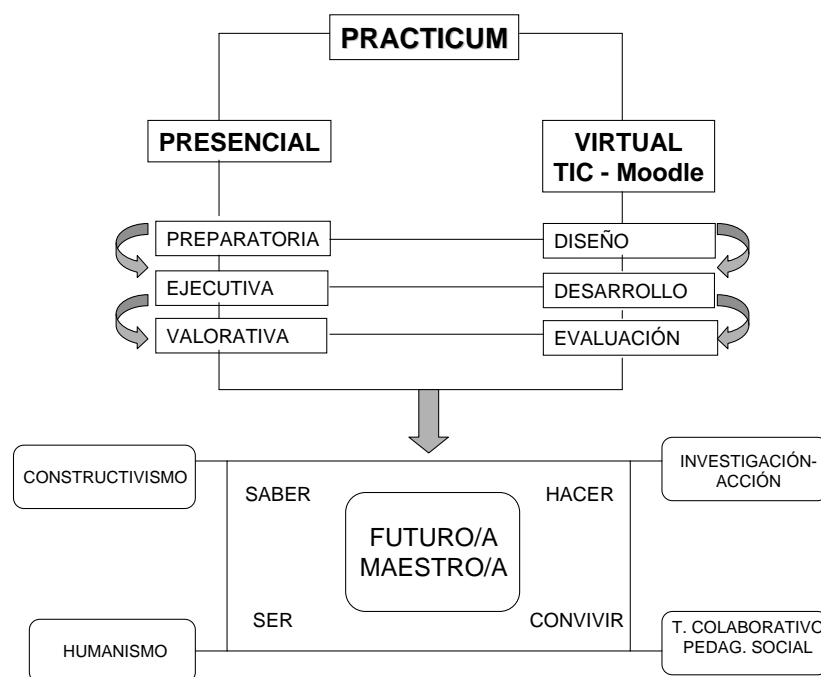 PRACTICUM
PRESENCIAL
VIRTUAL
TIC - Moodle
PREPARATORIA
DISEÑO
EJECUTIVA
DESARROLLO
VALORATIVA
EVALUACIÓN
CONSTRUCTIVISMO
INVESTIGACIÓN-
ACCIÓN
SABER
HACER
FUTURO/A
MAESTRO/A
SER
CONVIVIR
HUMANISMO
T. COLABORATIVO
PEDAG. SOCIAL